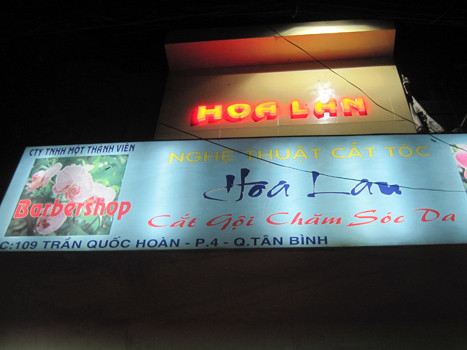 HOA LAN
CTY TNHH MỘT THÀNH VIÊN
Barbershop
NGHỆ THUẬT CẮT TÓC
Hoa Lan
Cắt Gội Chăm Sóc Da
C:109 TRẦN QUỐC HOÀN - P.4 - Q.TÂN BÌNH